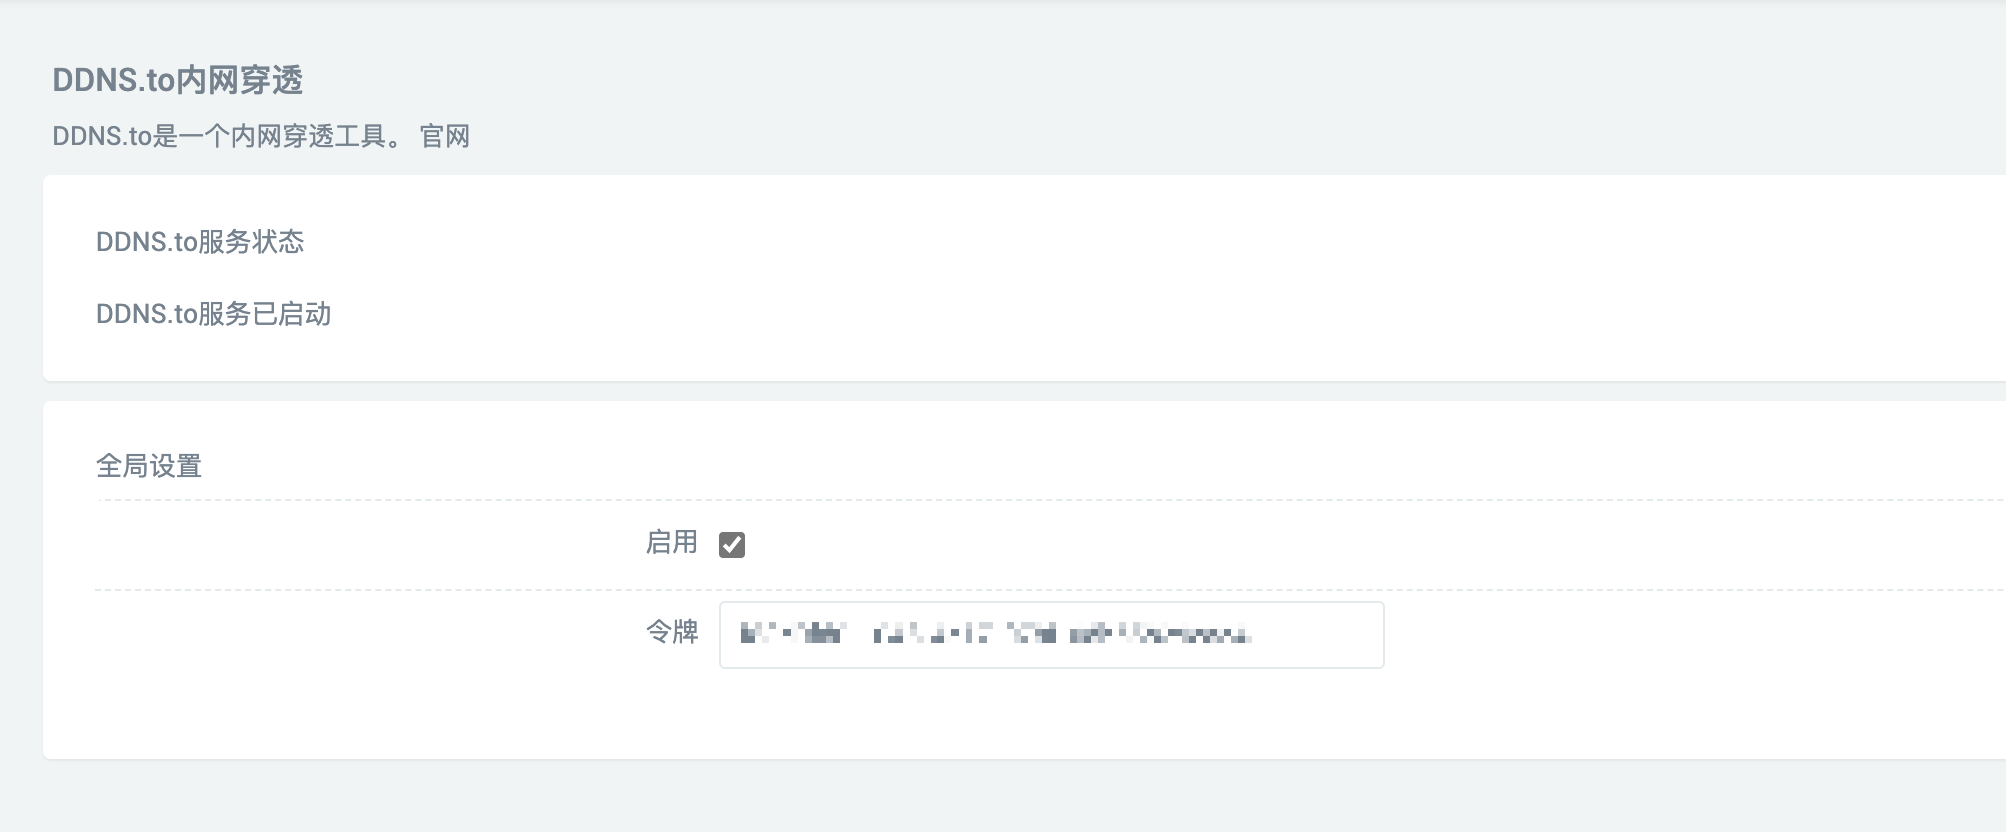 DDNS.to内网穿透
DDNS.to是一个内网穿透工具。 官网
DDNS.to服务状态
DDNS.to服务已启动
全局设置
启用
令牌